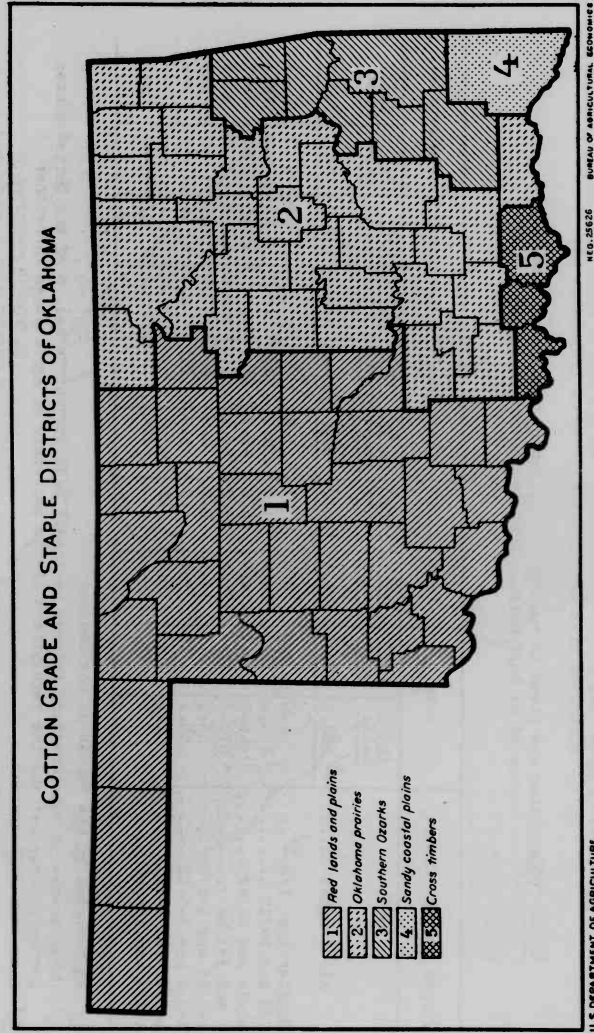 COTTON GRADE AND STAPLE DISTRICTS OF OKLAHOMA
1
2
3
4
5
1 Red lands and plains
2 Oklahoma prairies
3 Southern Ozarks
4 Sandy coastal plains
5 Cross timbers
U.S. DEPARTMENT OF AGRICULTURE
NEG. 25626 BUREAU OF AGRICULTURAL ECONOMICS